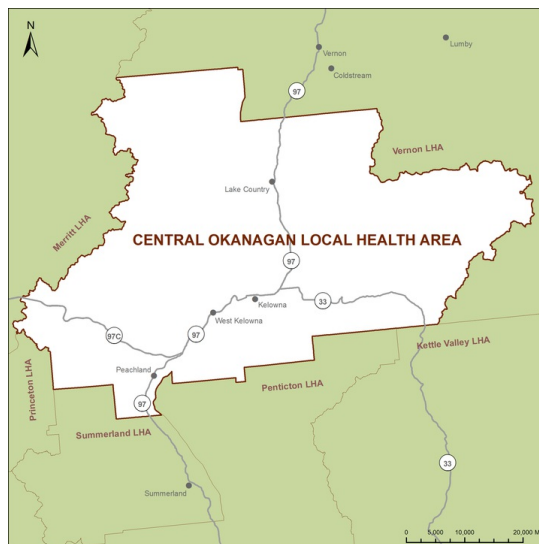 N
Vernon
Lumby
Coldstream
97
Vernon LHA
Lake Country
Merritt LHA
CENTRAL OKANAGAN LOCAL HEALTH AREA
97
Kelowna
33
West Kelowna
97C
97
Kettle Valley LHA
Peachland
Princeton LHA
Penticton LHA
97
Summerland LHA
33
Summerland
0 5,000 10,000 20,000 M